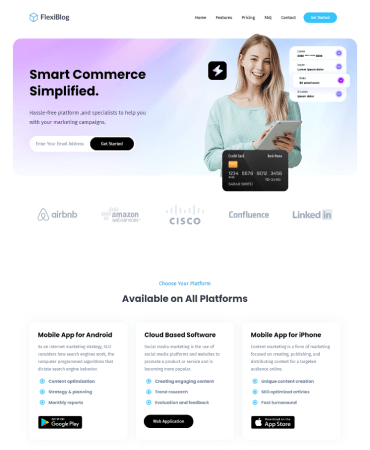 FlexiBlog
Home Features Pricing FAQ Contact Get Started
Smart Commerce
Simplified.
Hassle-free platform and specialists to help you
with your marketing campaigns.
Enter Your Email Address Get Started
Credit Card
1234 5678 9012 3456
airbnb
amazon
webservices
CISCO
Confluence
Linked in
Choose Your Platform
Available on All Platforms
Mobile App for Android
As an internet marketing strategy, SEO
considers how search engines work, the
computer programmed algorithms that
dictate search engine behavior.
Content optimization
Strategy & planning
Monthly reports
GET IT ON
Google Play
Cloud Based Software
Social media marketing is the use of
social media platforms and websites to
promote a product or service and is
becoming more popular.
Creating engaging content
Trend research
Evaluation and feedback
Web Application
Mobile App for iPhone
Content marketing is a form of marketing
focused on creating, publishing, and
distributing content for a targeted
audience online.
Unique content creation
SEO optimized articles
Fast turnaround
Download on the
App Store